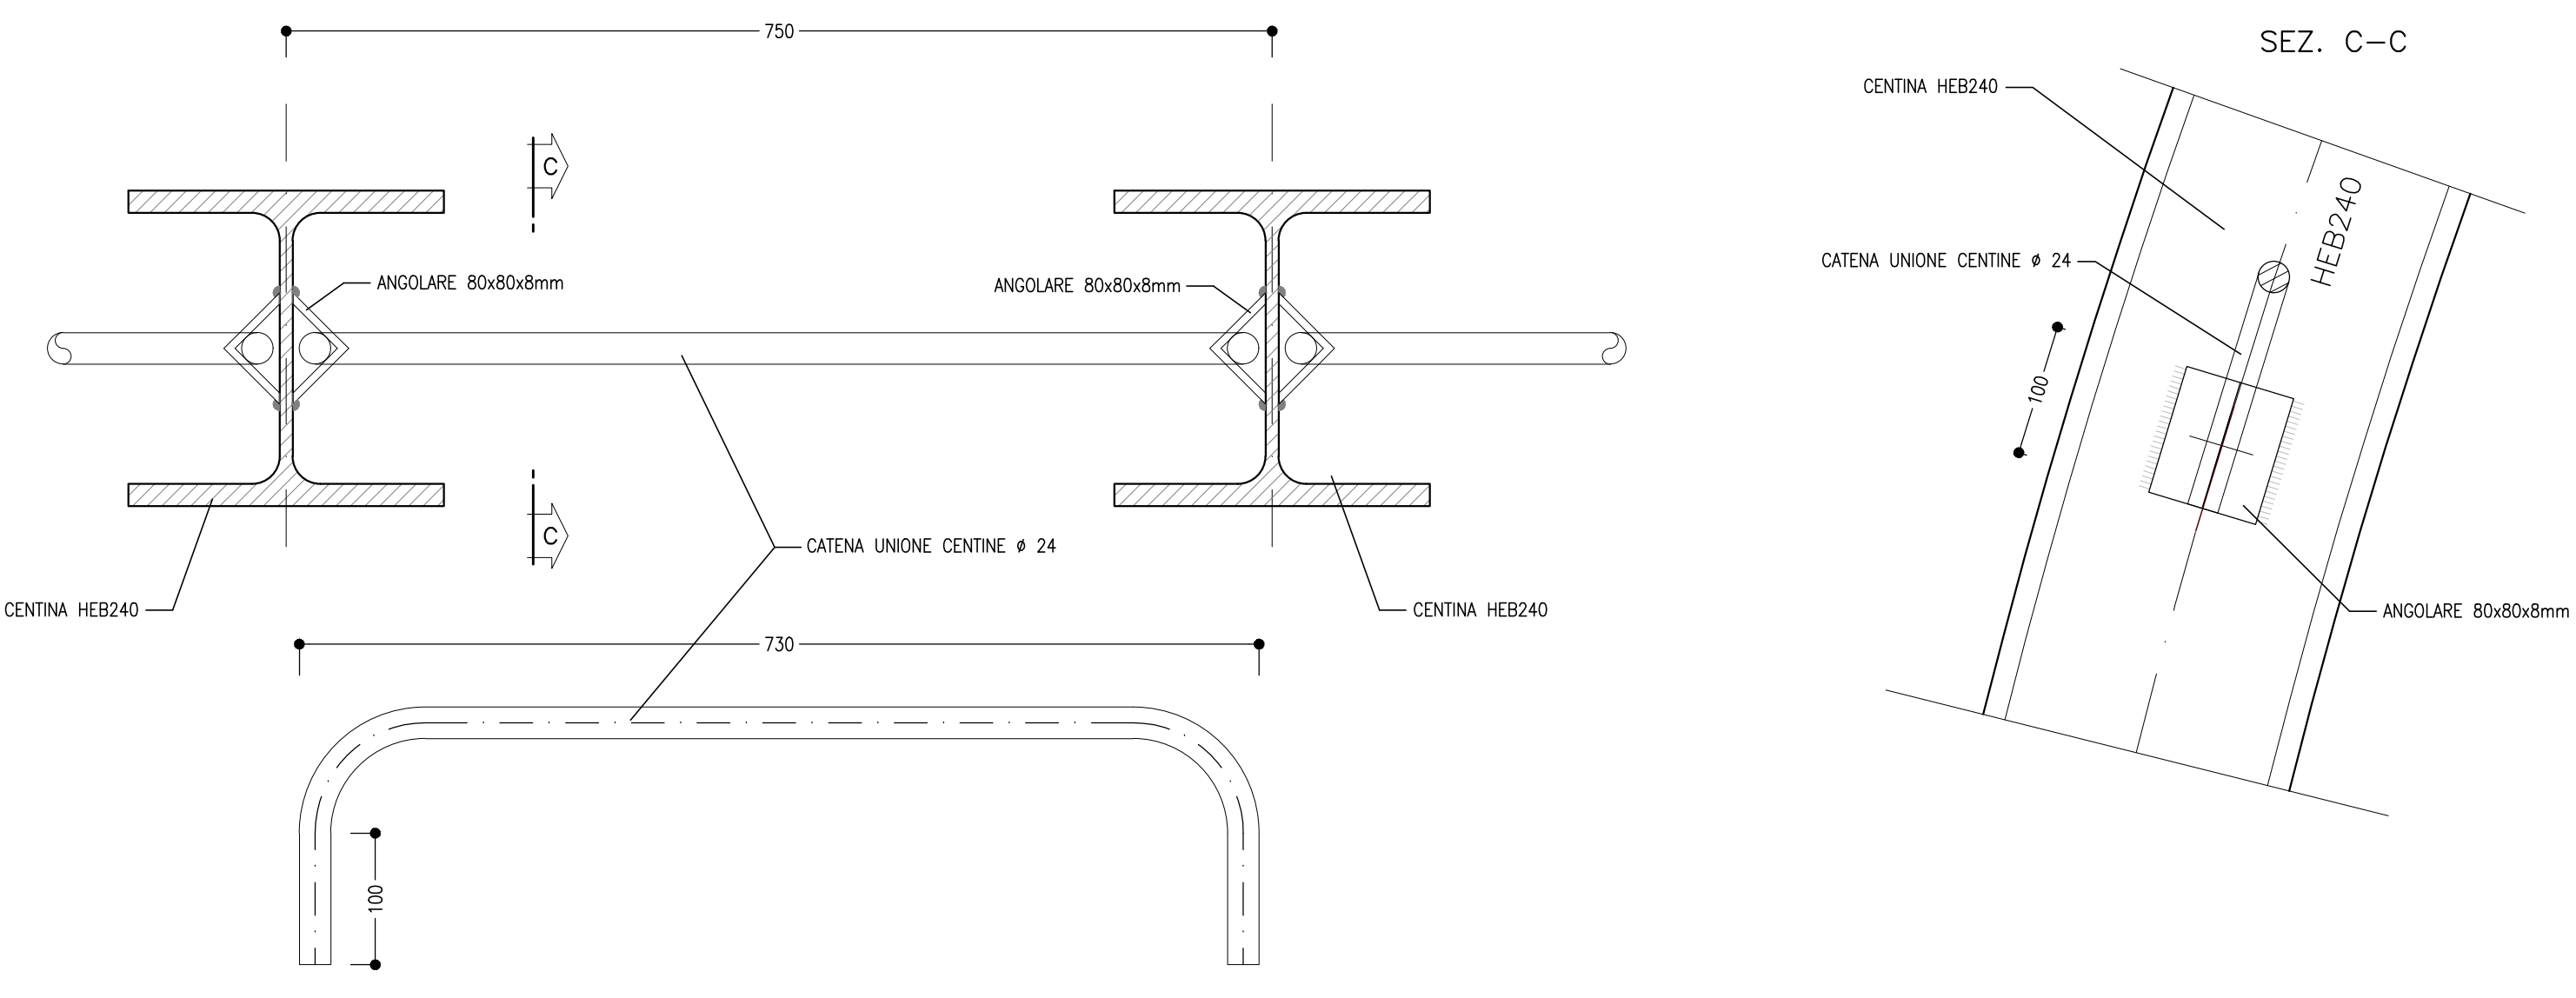 750
SEZ. C-C
CENTINA HEB240
C
HEB240
CATENA UNIONE CENTINE ø 24
ANGOLARE 80x80x8mm
ANGOLARE 80x80x8mm
100
C
CATENA UNIONE CENTINE ø 24
CENTINA HEB240
CENTINA HEB240
ANGOLARE 80x80x8mm
730
100